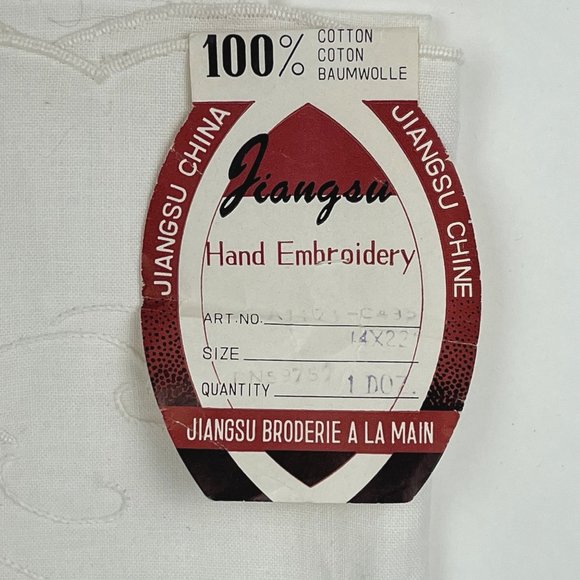 100% COTTON
COTON
BAUMWOLLE
JIANGSU CHINA
JIANGSU CHINE
Jiangsu
Hand Embroidery
ART.NO.
SIZE 14X22"
QUANTITY 1 DOZ.
JIANGSU BRODERIE A LA MAIN